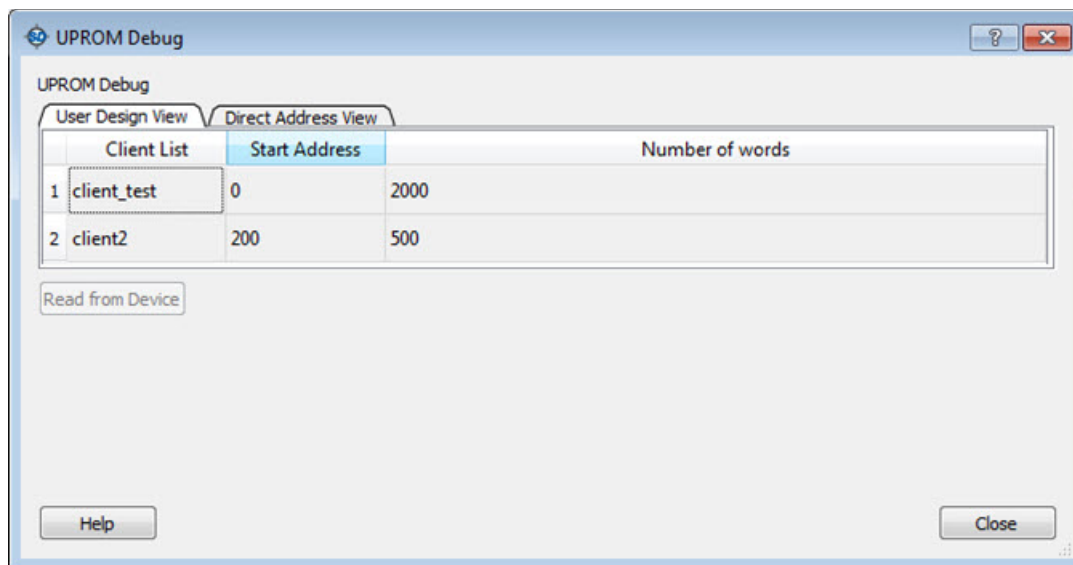 UPROM Debug
UPROM Debug
User Design View Direct Address View
Client List Start Address Number of words
1 client_test 0 2000
2 client2 200 500
Read from Device
Help Close